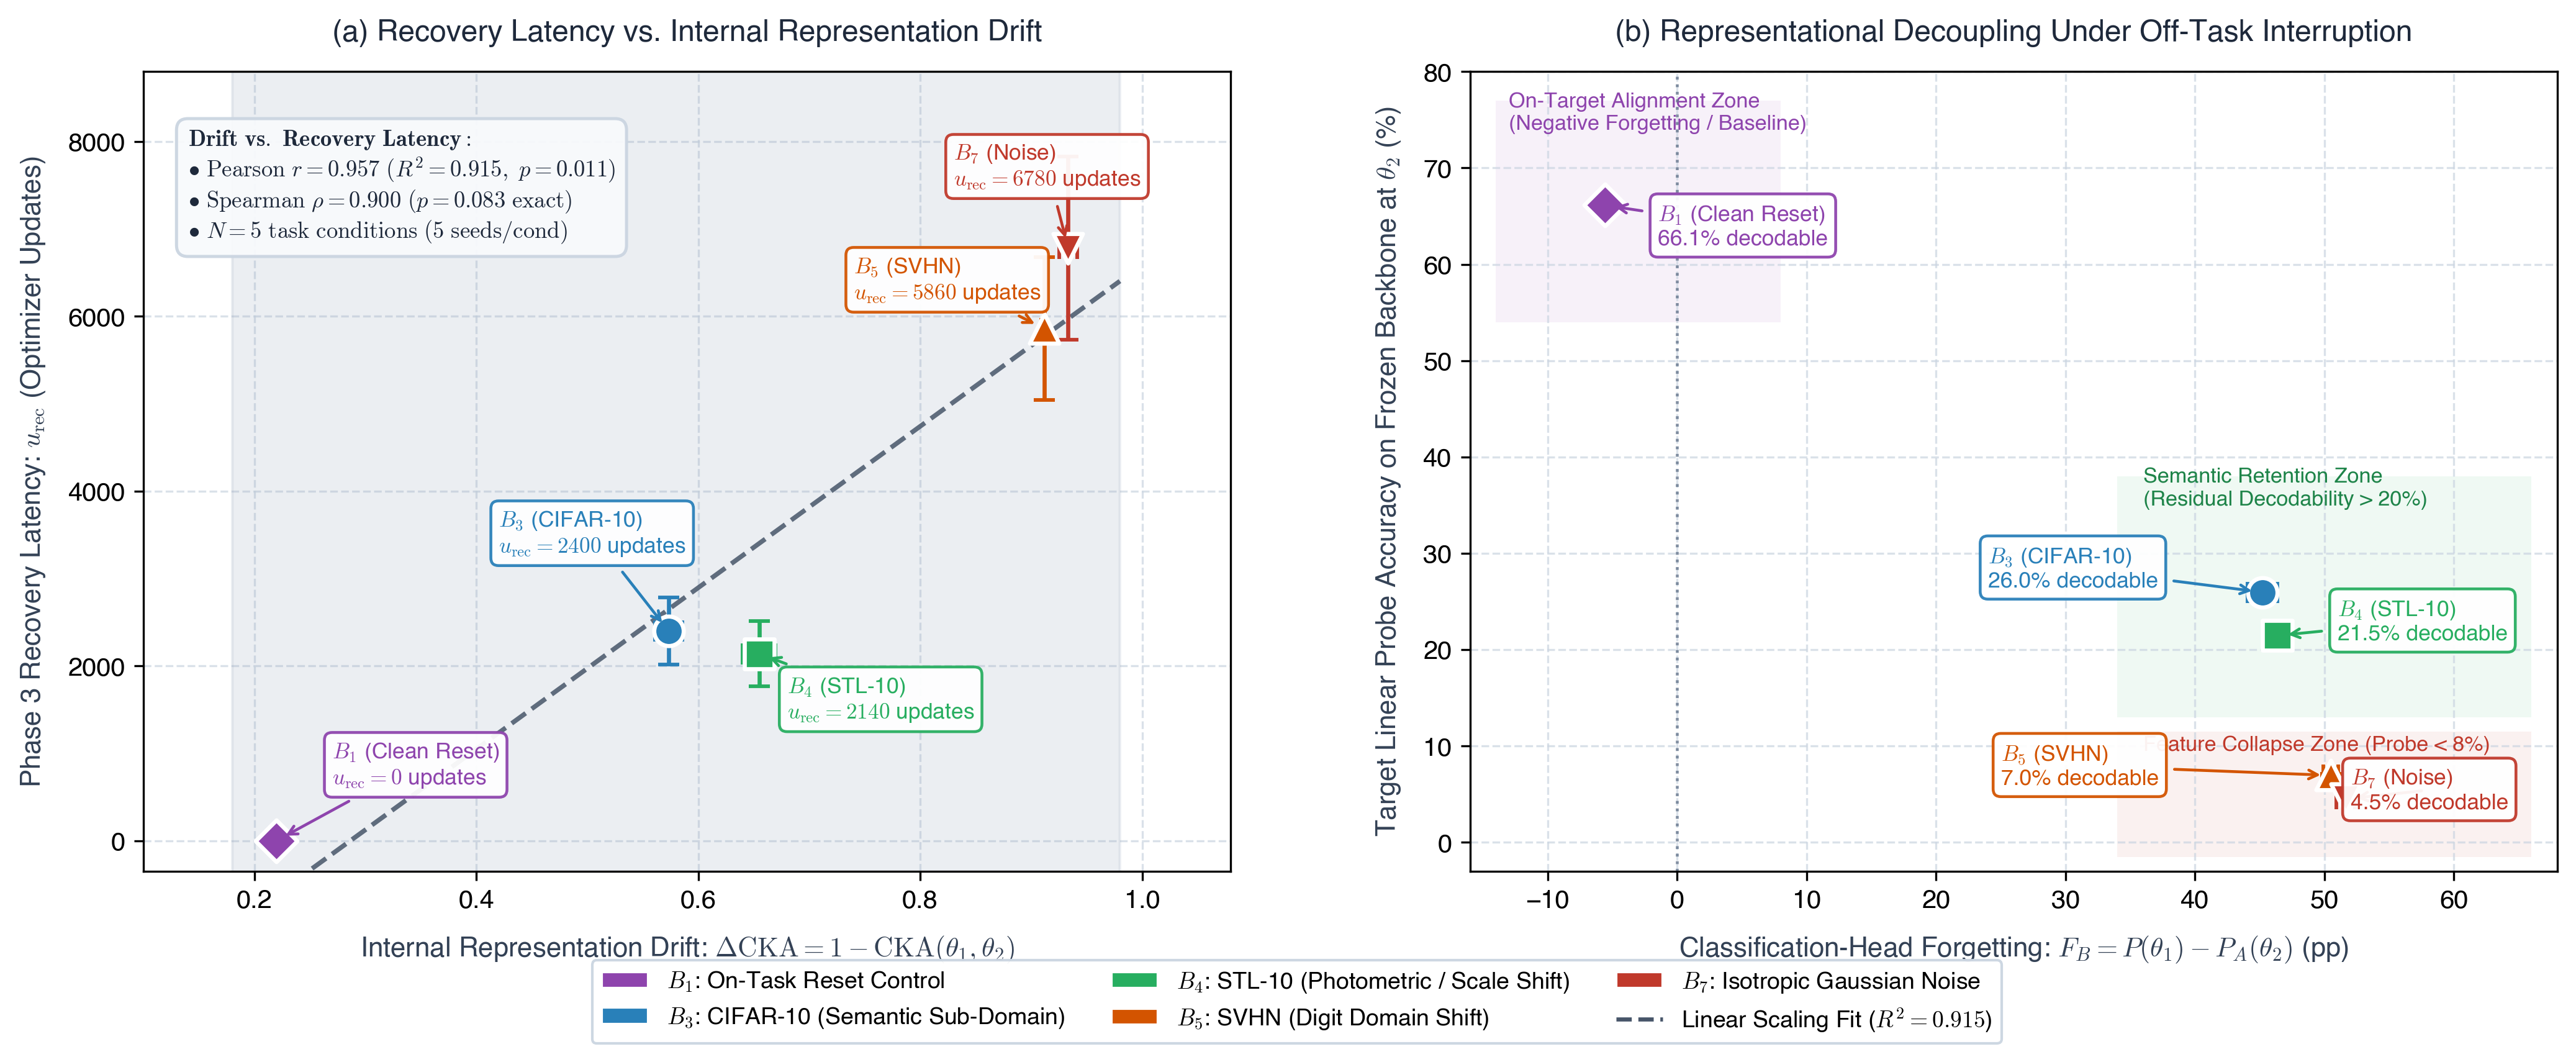 (a) Recovery Latency vs. Internal Representation Drift
Phase 3 Recovery Latency: u_rec (Optimizer Updates)
8000
6000
4000
2000
0
Drift vs. Recovery Latency:
• Pearson r = 0.957 (R² = 0.915, p = 0.011)
• Spearman ρ = 0.900 (p = 0.083 exact)
• N = 5 task conditions (5 seeds/cond)
B₇ (Noise)
u_rec = 6780 updates
B₅ (SVHN)
u_rec = 5860 updates
B₃ (CIFAR-10)
u_rec = 2400 updates
B₄ (STL-10)
u_rec = 2140 updates
B₁ (Clean Reset)
u_rec = 0 updates
0.2 0.4 0.6 0.8 1.0
Internal Representation Drift: ΔCKA = 1 − CKA(θ₁, θ₂)
(b) Representational Decoupling Under Off-Task Interruption
Target Linear Probe Accuracy on Frozen Backbone at θ₂ (%)
80
70
60
50
40
30
20
10
0
On-Target Alignment Zone
(Negative Forgetting / Baseline)
B₁ (Clean Reset)
66.1% decodable
Semantic Retention Zone
(Residual Decodability > 20%)
B₃ (CIFAR-10)
26.0% decodable
B₄ (STL-10)
21.5% decodable
Feature Collapse Zone (Probe < 8%)
B₅ (SVHN)
7.0% decodable
B₇ (Noise)
4.5% decodable
−10 0 10 20 30 40 50 60
Classification-Head Forgetting: F_B = P(θ₁) − P_A(θ₂) (pp)
B₁: On-Task Reset Control
B₃: CIFAR-10 (Semantic Sub-Domain)
B₄: STL-10 (Photometric / Scale Shift)
B₅: SVHN (Digit Domain Shift)
B₇: Isotropic Gaussian Noise
Linear Scaling Fit (R² = 0.915)